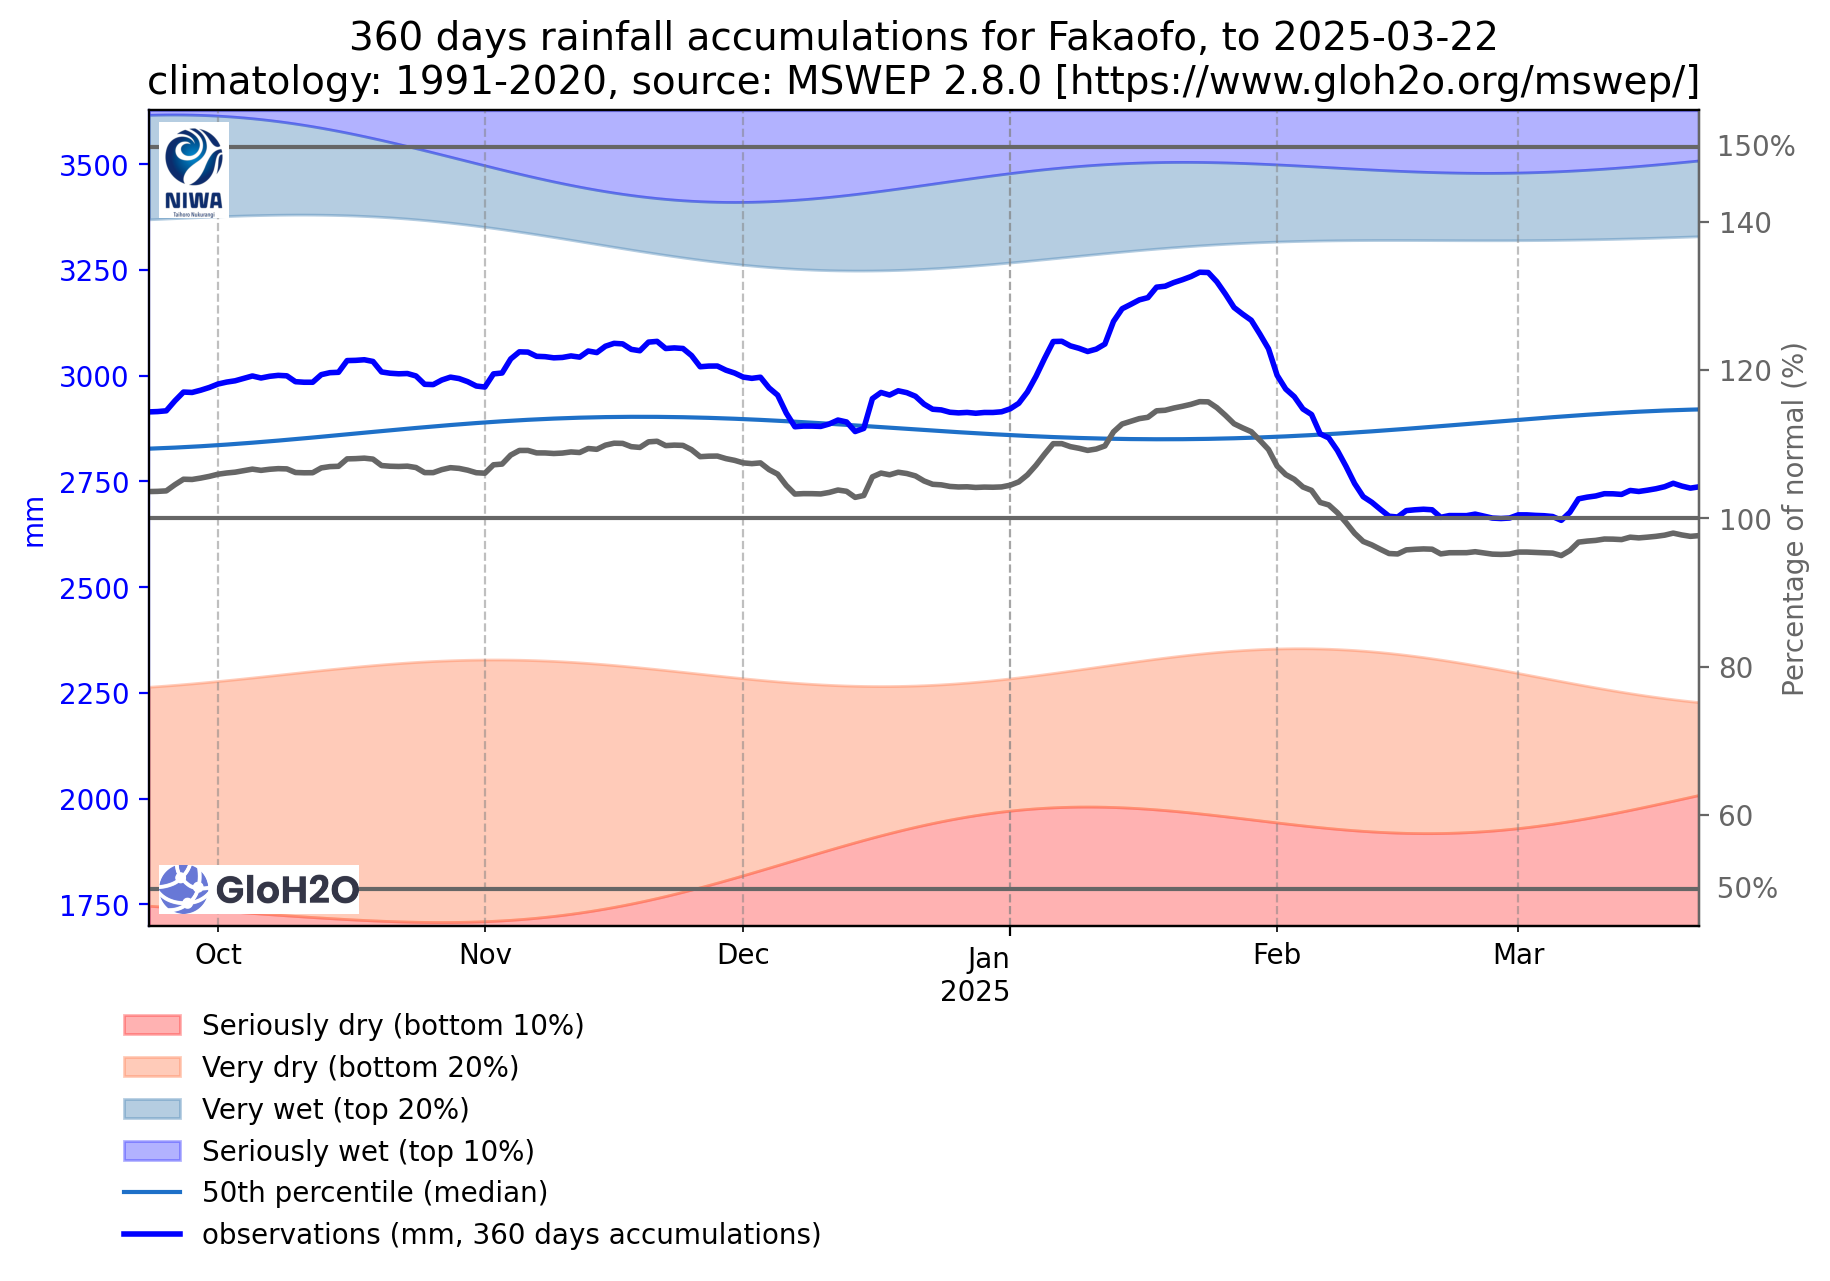 360 days rainfall accumulations for Fakaofo, to 2025-03-22
climatology: 1991-2020, source: MSWEP 2.8.0 [https://www.gloh2o.org/mswep/]
3500
3250
3000
2750
2500
2250
2000
1750
mm
150%
140
120
100
80
60
50%
Percentage of normal (%)
NIWA
Taihoro Nukurangi
GloH2O
Oct
Nov
Dec
Jan
2025
Feb
Mar
Seriously dry (bottom 10%)
Very dry (bottom 20%)
Very wet (top 20%)
Seriously wet (top 10%)
50th percentile (median)
observations (mm, 360 days accumulations)